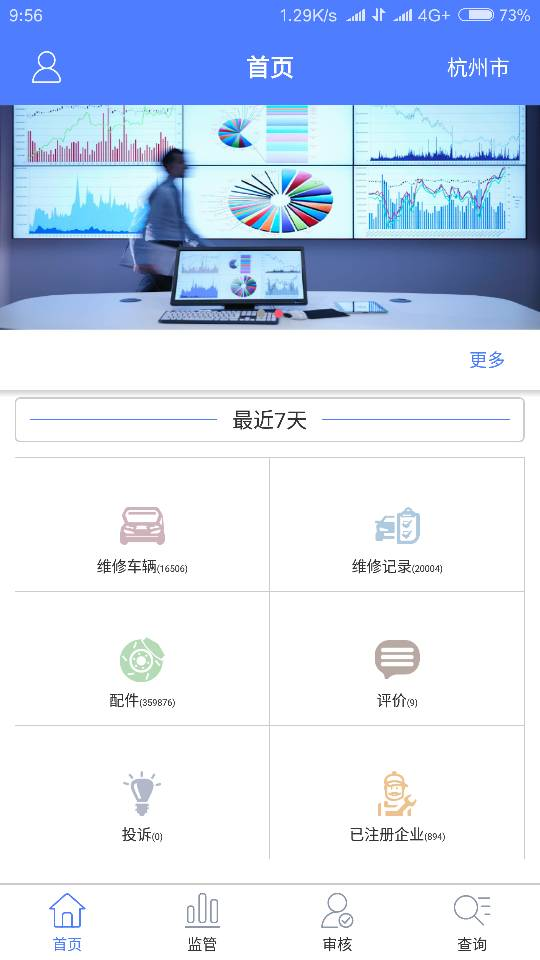 9:56 1.29K/s 4G+ 73%
首页 杭州市
更多
最近7天
维修车辆(16506) 维修记录(20004)
配件(359876) 评价(9)
投诉(0) 已注册企业(894)
首页 监管 审核 查询